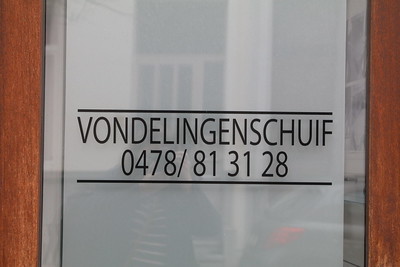 VONDELINGENSCHUIF
0478/ 81 31 28